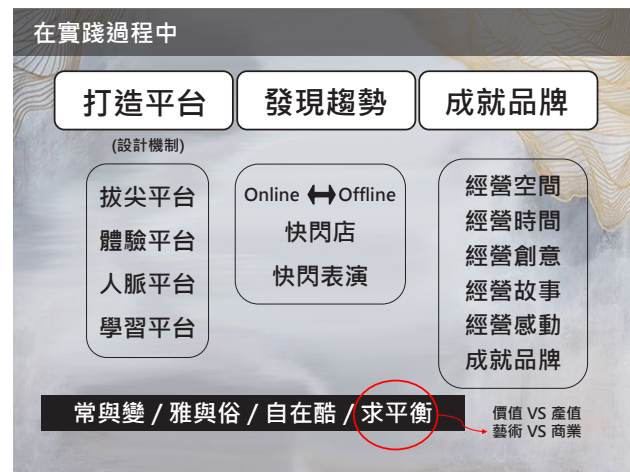 在實踐過程中
打造平台
(設計機制)
拔尖平台
體驗平台
人脈平台
學習平台
發現趨勢
Online ⟷ Offline
快閃店
快閃表演
成就品牌
經營空間
經營時間
經營創意
經營故事
經營感動
成就品牌
常與變 / 雅與俗 / 自在酷 / 求平衡
價值 VS 產值
藝術 VS 商業